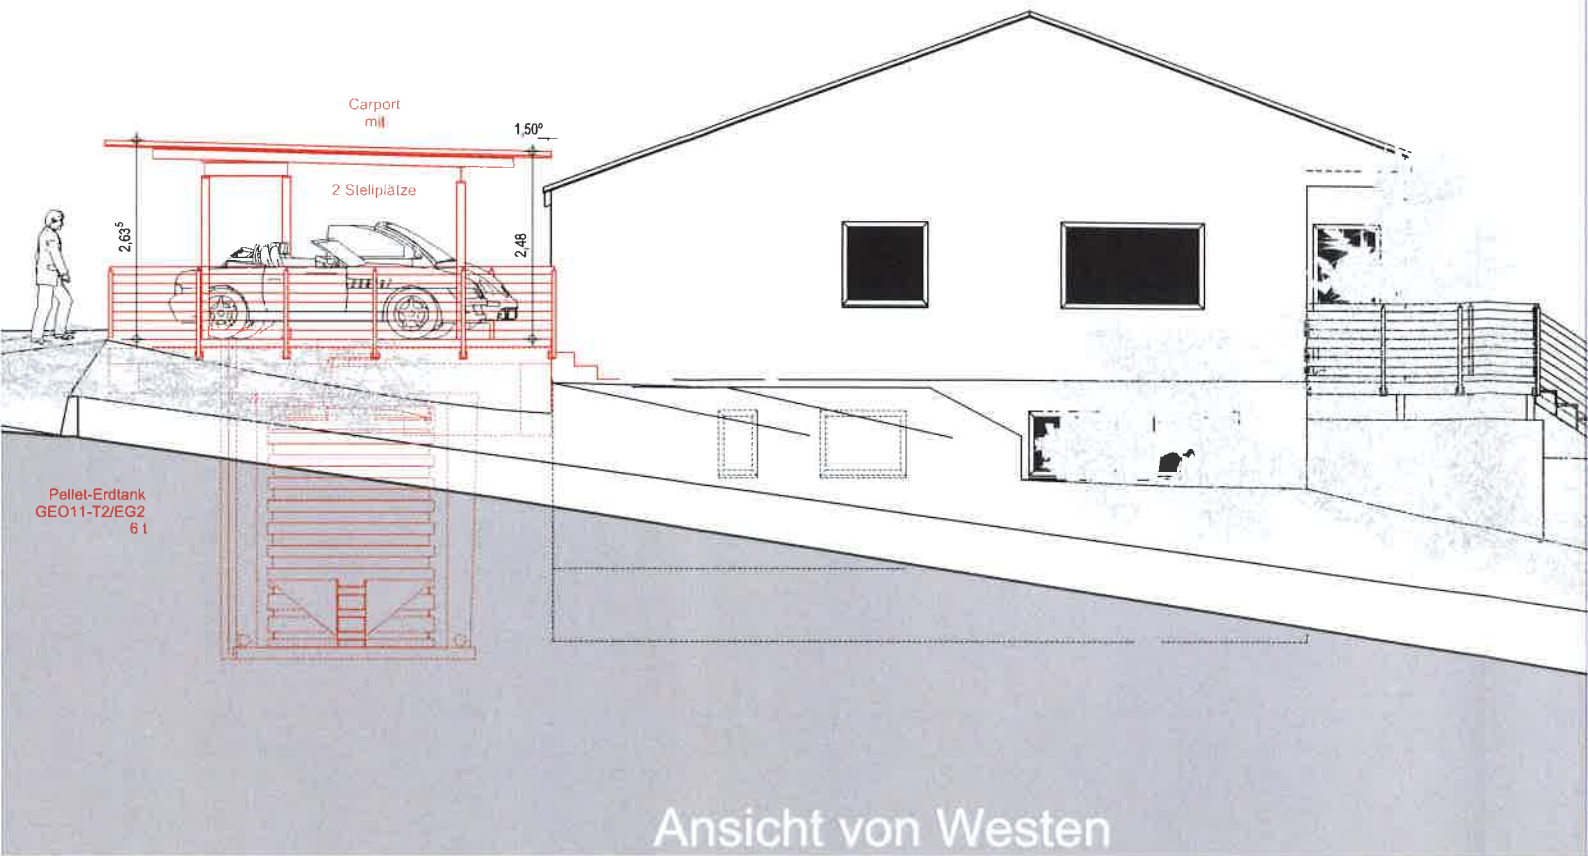 Carport
mit
1,50°
2 Stellplätze
2,63⁵
2,48
Pellet-Erdtank
GEO11-T2/EG2
6 t
Ansicht von Westen